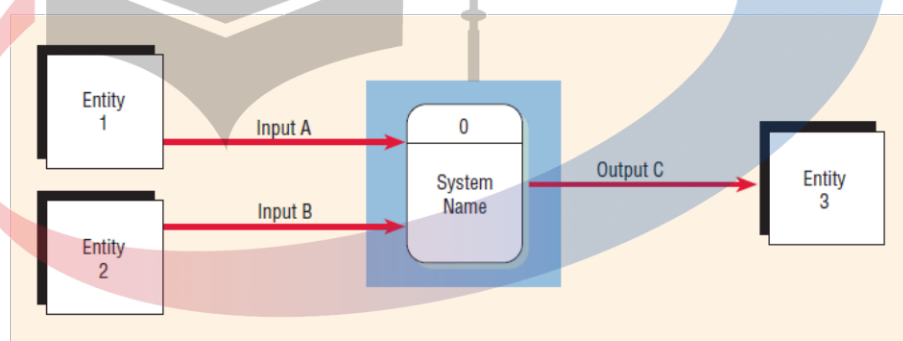 Entity
1
Input A
0
System
Name
Output C
Entity
3
Input B
Entity
2